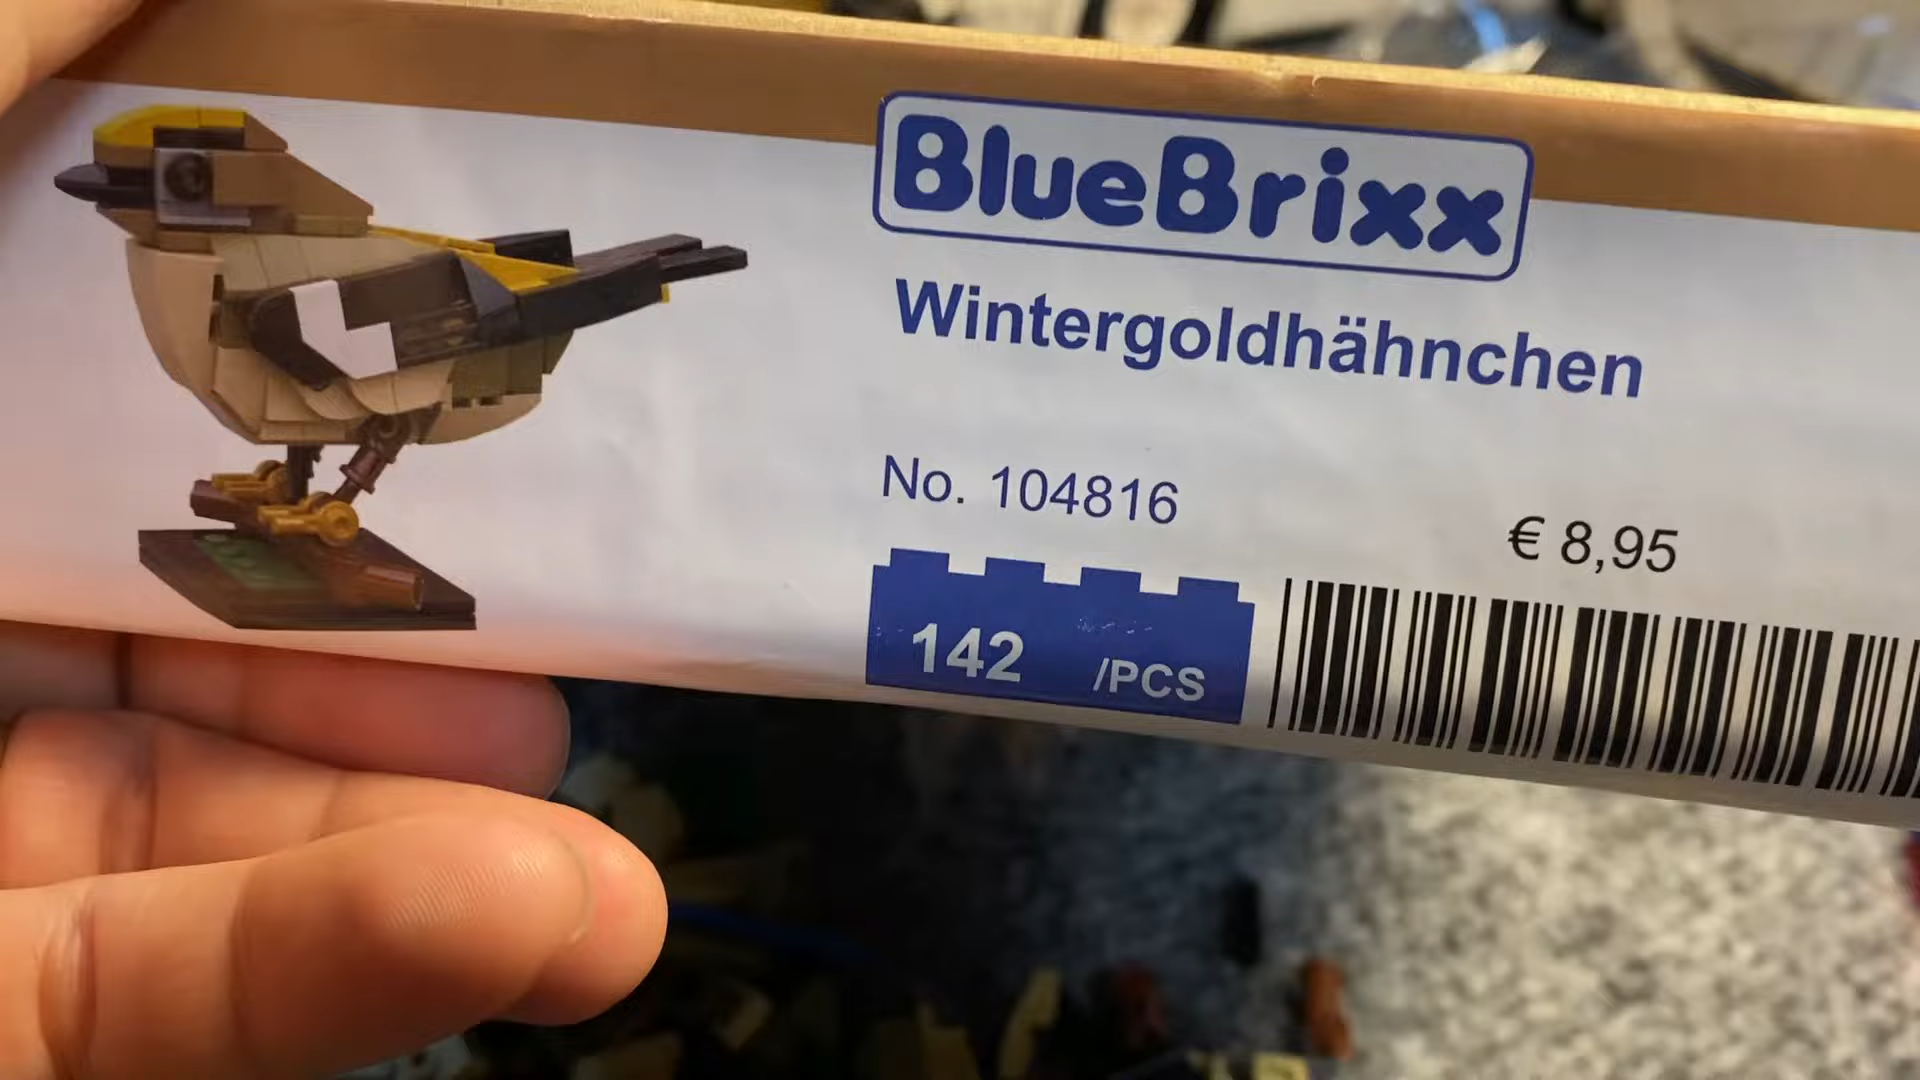 BlueBrixx
Wintergoldhähnchen
No. 104816
€ 8,95
142 /PCS